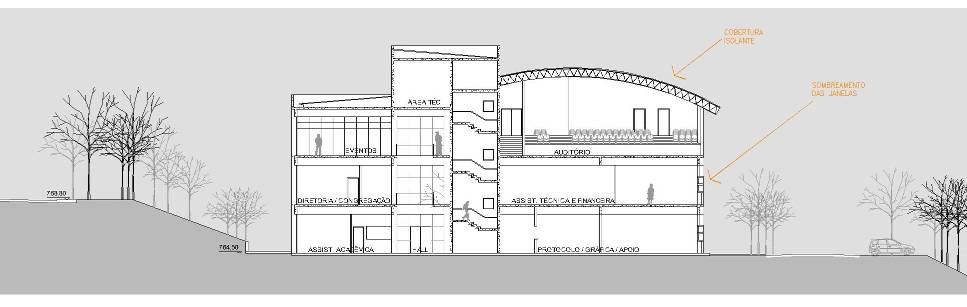 COBERTURA
ISOLANTE
SOMBREAMENTO
DAS JANELAS
ÁREA TÉC
EVENTOS
AUDITÓRIO
768,80
DIRETORIA / CONGREGAÇÃO
ASSIST. TÉCNICA E FINANCEIRA
764,50
ASSIST. ACADÊMICA
HALL
PROTOCOLO / GRÁFICA / APOIO